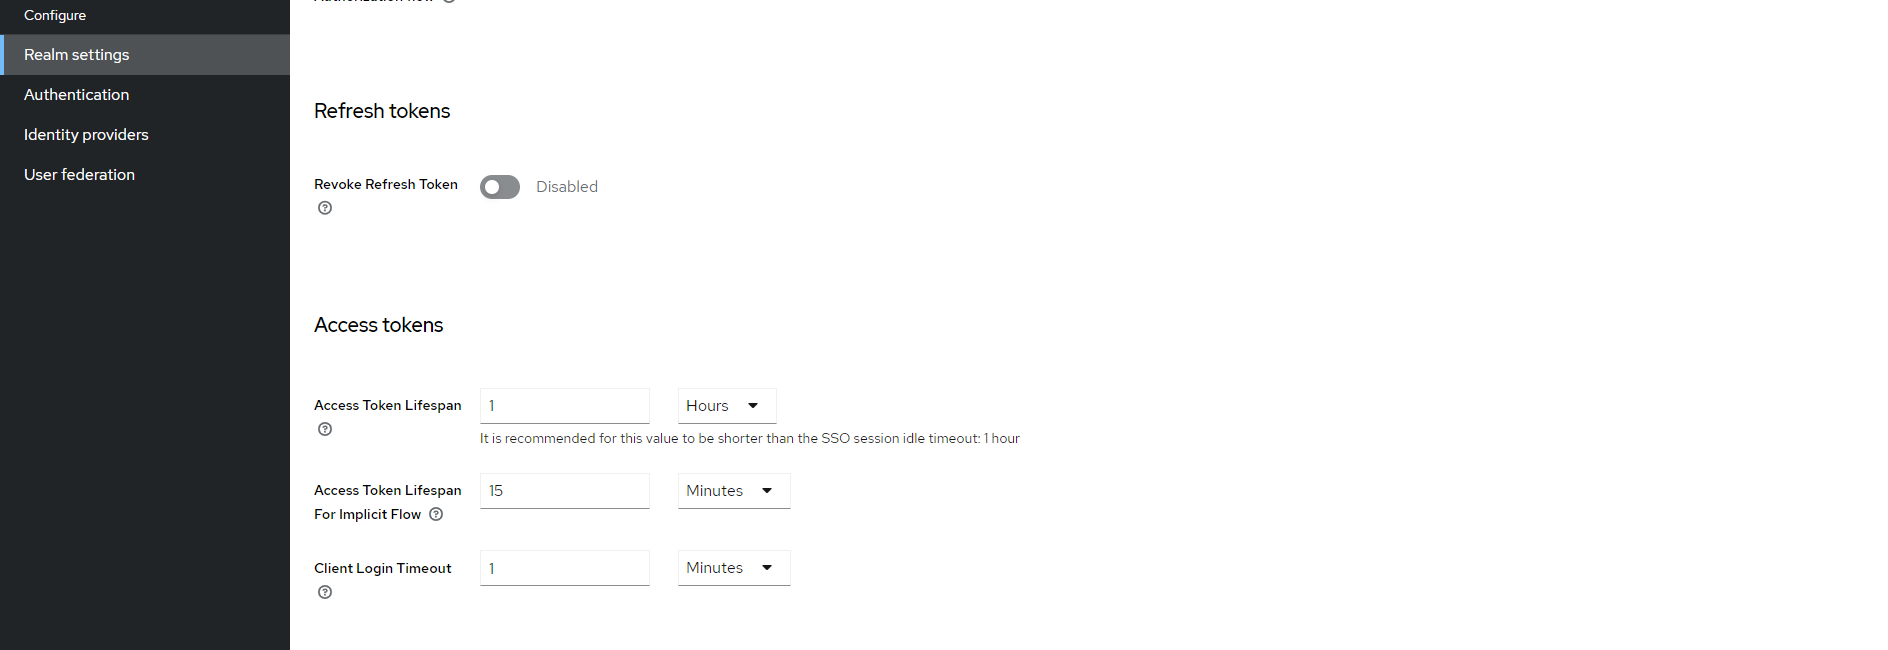 Configure
Realm settings
Authentication
Identity providers
User federation
Refresh tokens
Revoke Refresh Token
Disabled
Access tokens
Access Token Lifespan
1
Hours
It is recommended for this value to be shorter than the SSO session idle timeout: 1 hour
Access Token Lifespan
For Implicit Flow
15
Minutes
Client Login Timeout
1
Minutes